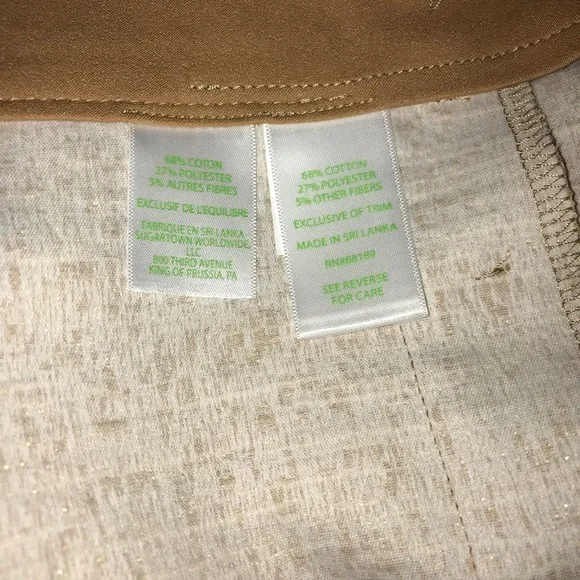 68% COTON
27% POLYESTER
5% AUTRES FIBRES
EXCLUSIF DE L'EQUILIBRE
FABRIQUE EN SRI LANKA
SUGARTOWN WORLDWIDE,
LLC
800 THIRD AVENUE
KING OF PRUSSIA, PA
68% COTTON
27% POLYESTER
5% OTHER FIBERS
EXCLUSIVE OF TRIM
MADE IN SRI LANKA
RN#88189
SEE REVERSE
FOR CARE